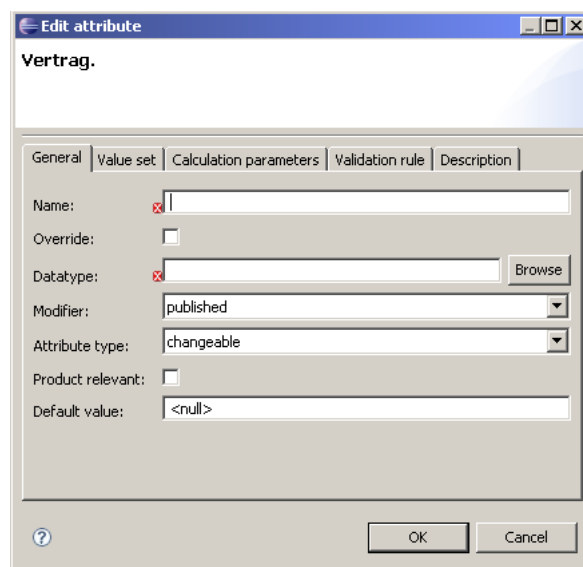 Edit attribute
Vertrag.
General Value set Calculation parameters Validation rule Description
Name:
Override:
Datatype: Browse
Modifier: published
Attribute type: changeable
Product relevant:
Default value: <null>
OK Cancel